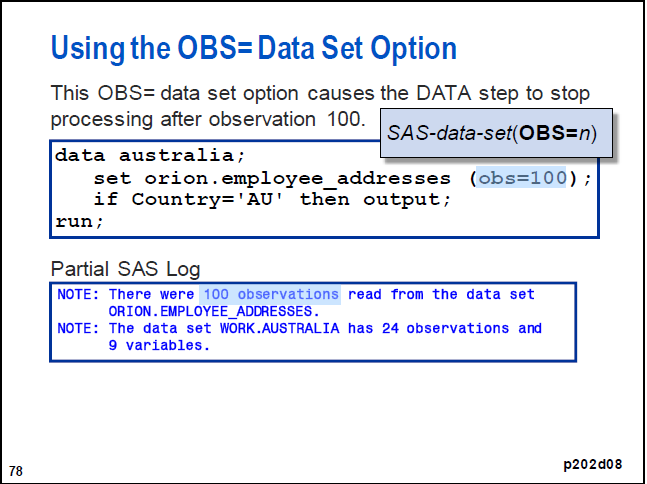 Using the OBS= Data Set Option
This OBS= data set option causes the DATA step to stop
processing after observation 100.
SAS-data-set(OBS=n)
data australia;
set orion.employee_addresses (obs=100);
if Country='AU' then output;
run;
Partial SAS Log
NOTE: There were 100 observations read from the data set
ORION.EMPLOYEE_ADDRESSES.
NOTE: The data set WORK.AUSTRALIA has 24 observations and
9 variables.
78
p202d08